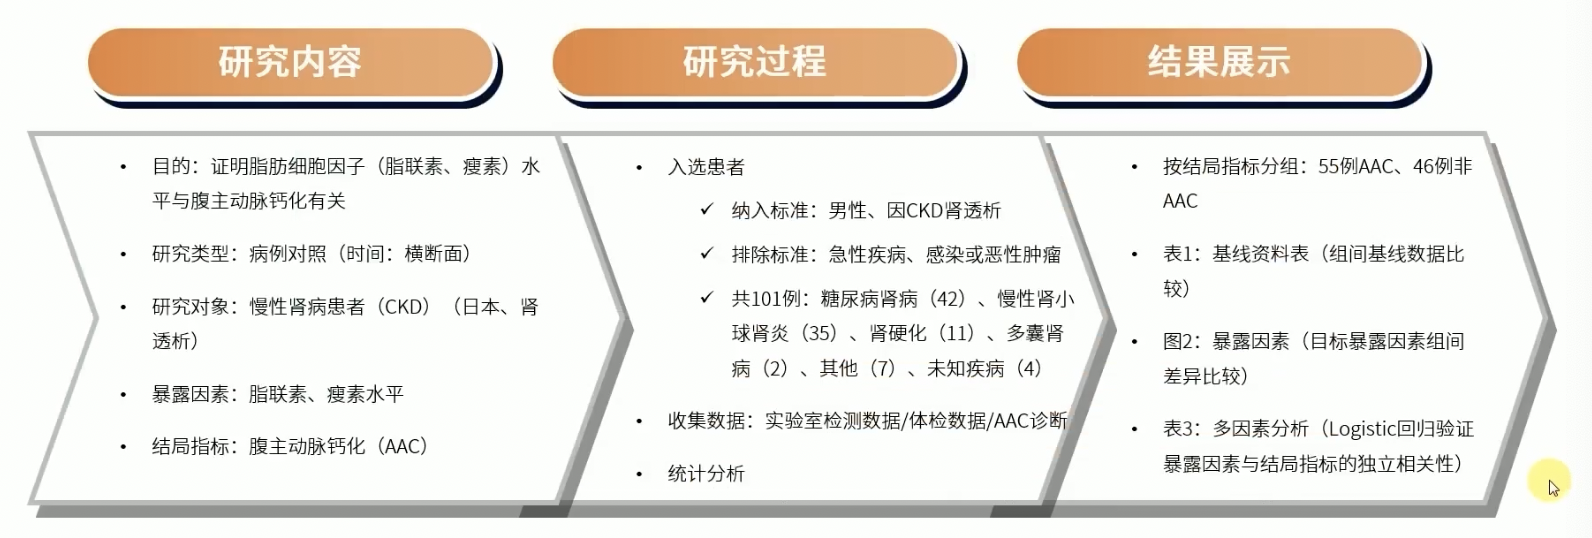 研究内容
研究过程
结果展示
• 目的：证明脂肪细胞因子（脂联素、瘦素）水
平与腹主动脉钙化有关
• 研究类型：病例对照（时间：横断面）
• 研究对象：慢性肾病患者（CKD）（日本、肾
透析）
• 暴露因素：脂联素、瘦素水平
• 结局指标：腹主动脉钙化（AAC）
• 入选患者
✓ 纳入标准：男性、因CKD肾透析
✓ 排除标准：急性疾病、感染或恶性肿瘤
✓ 共101例：糖尿病肾病（42）、慢性肾小
球肾炎（35）、肾硬化（11）、多囊肾
病（2）、其他（7）、未知疾病（4）
• 收集数据：实验室检测数据/体检数据/AAC诊断
• 统计分析
• 按结局指标分组：55例AAC、46例非
AAC
• 表1：基线资料表（组间基线数据比
较）
• 图2：暴露因素（目标暴露因素组间
差异比较）
• 表3：多因素分析（Logistic回归验证
暴露因素与结局指标的独立相关性）